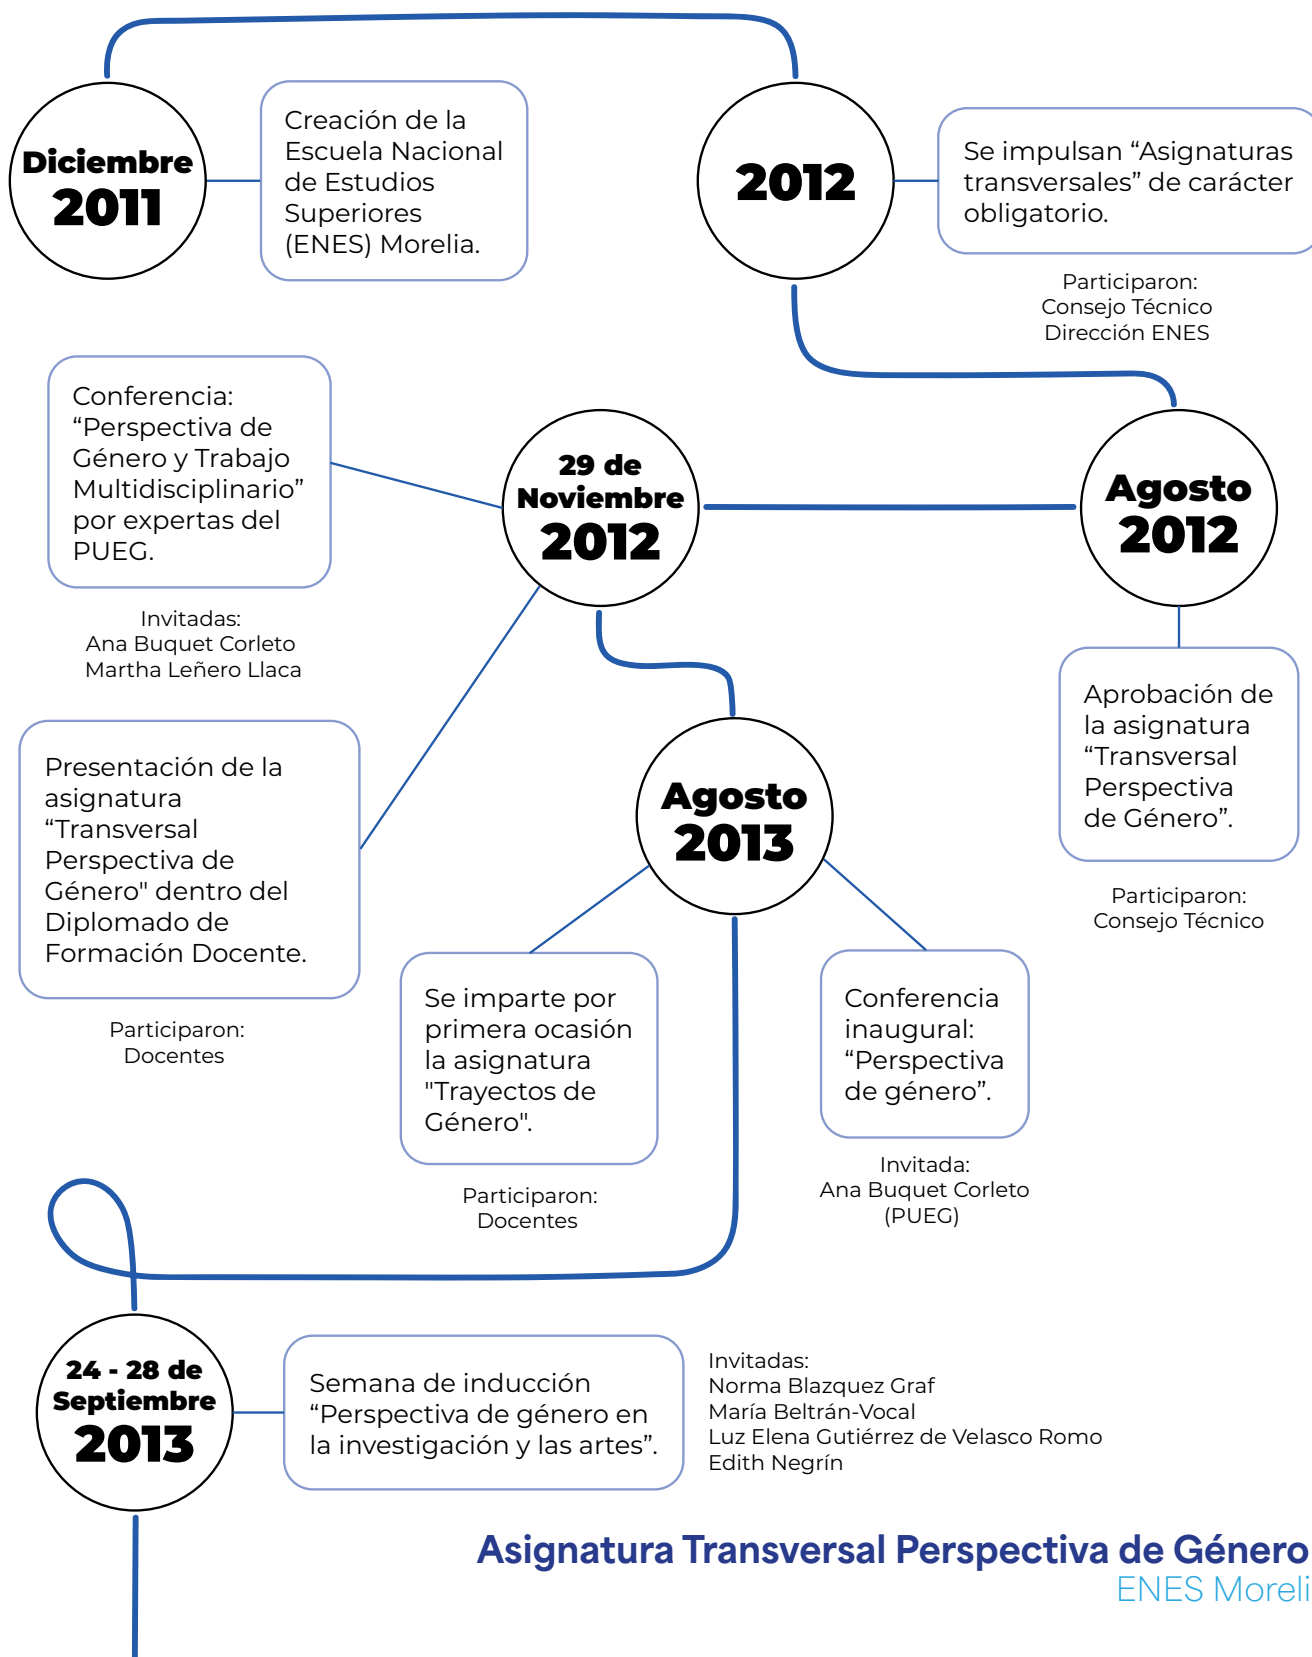 Diciembre
2011
Creación de la
Escuela Nacional
de Estudios
Superiores
(ENES) Morelia.
2012
Se impulsan “Asignaturas
transversales” de carácter
obligatorio.
Participaron:
Consejo Técnico
Dirección ENES
Agosto
2012
Aprobación de
la asignatura
“Transversal
Perspectiva
de Género”.
Participaron:
Consejo Técnico
29 de
Noviembre
2012
Conferencia:
“Perspectiva de
Género y Trabajo
Multidisciplinario”
por expertas del
PUEG.
Invitadas:
Ana Buquet Corleto
Martha Leñero Llaca
Presentación de la
asignatura
“Transversal
Perspectiva de
Género" dentro del
Diplomado de
Formación Docente.
Participaron:
Docentes
Agosto
2013
Se imparte por
primera ocasión
la asignatura
"Trayectos de
Género".
Participaron:
Docentes
Conferencia
inaugural:
“Perspectiva
de género”.
Invitada:
Ana Buquet Corleto
(PUEG)
24 - 28 de
Septiembre
2013
Semana de inducción
“Perspectiva de género en
la investigación y las artes”.
Invitadas:
Norma Blazquez Graf
María Beltrán-Vocal
Luz Elena Gutiérrez de Velasco Romo
Edith Negrín
Asignatura Transversal Perspectiva de Género
ENES Moreli